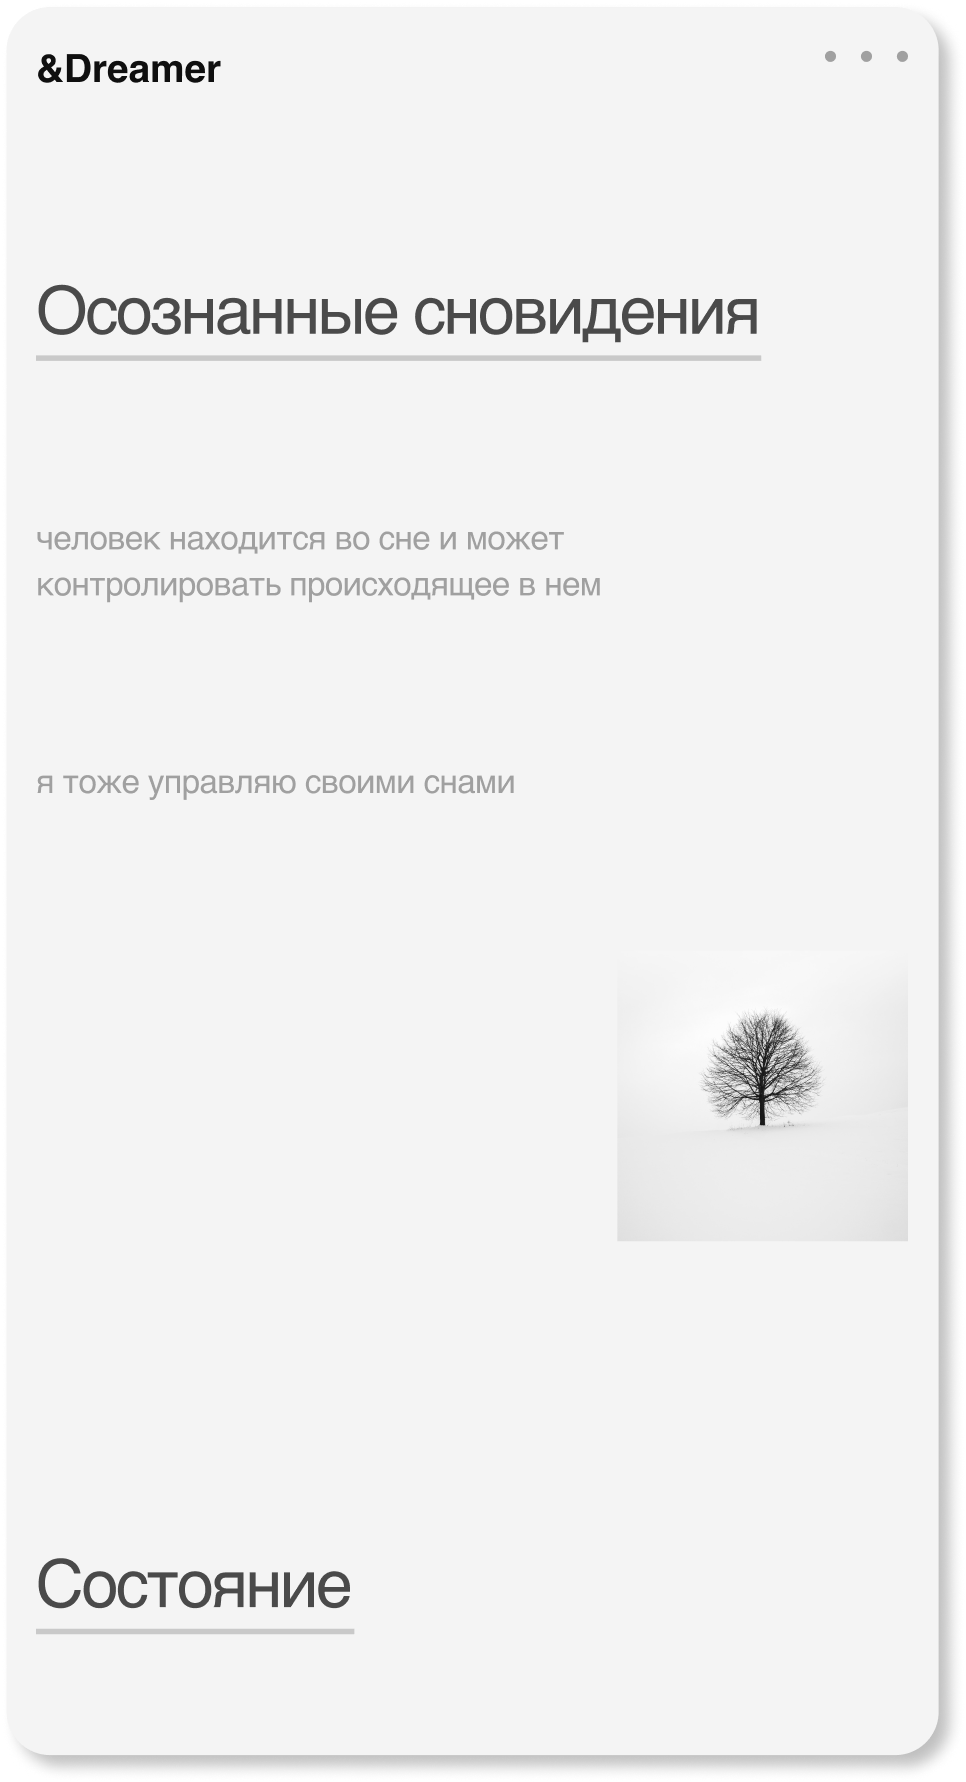 &Dreamer
Осознанные сновидения
человек находится во сне и может
контролировать происходящее в нем
я тоже управляю своими снами
Состояние